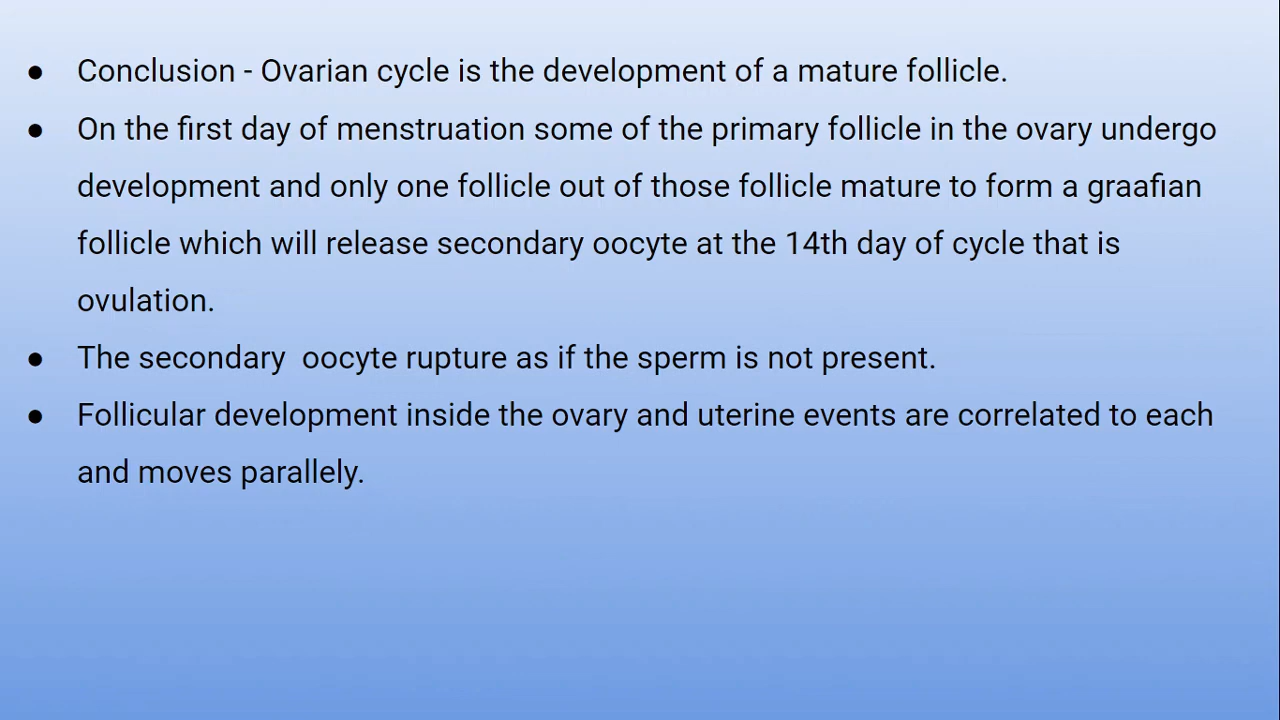 ● Conclusion - Ovarian cycle is the development of a mature follicle.
● On the first day of menstruation some of the primary follicle in the ovary undergo
development and only one follicle out of those follicle mature to form a graafian
follicle which will release secondary oocyte at the 14th day of cycle that is
ovulation.
● The secondary  oocyte rupture as if the sperm is not present.
● Follicular development inside the ovary and uterine events are correlated to each
and moves parallely.